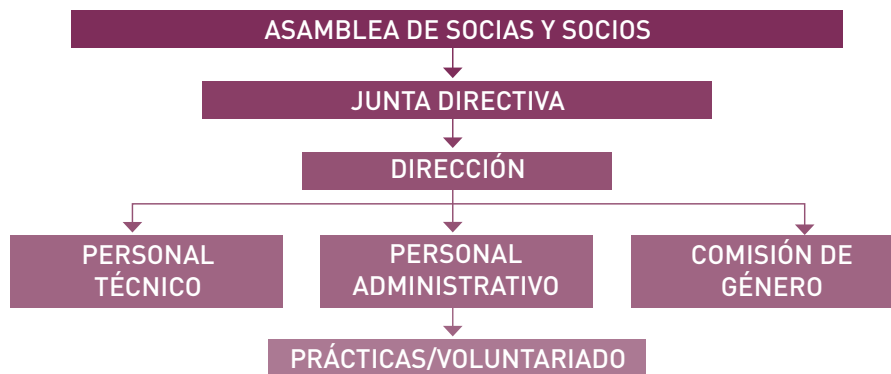 ASAMBLEA DE SOCIAS Y SOCIOS
JUNTA DIRECTIVA
DIRECCIÓN
PERSONAL
TÉCNICO
PERSONAL
ADMINISTRATIVO
COMISIÓN DE
GÉNERO
PRÁCTICAS/VOLUNTARIADO